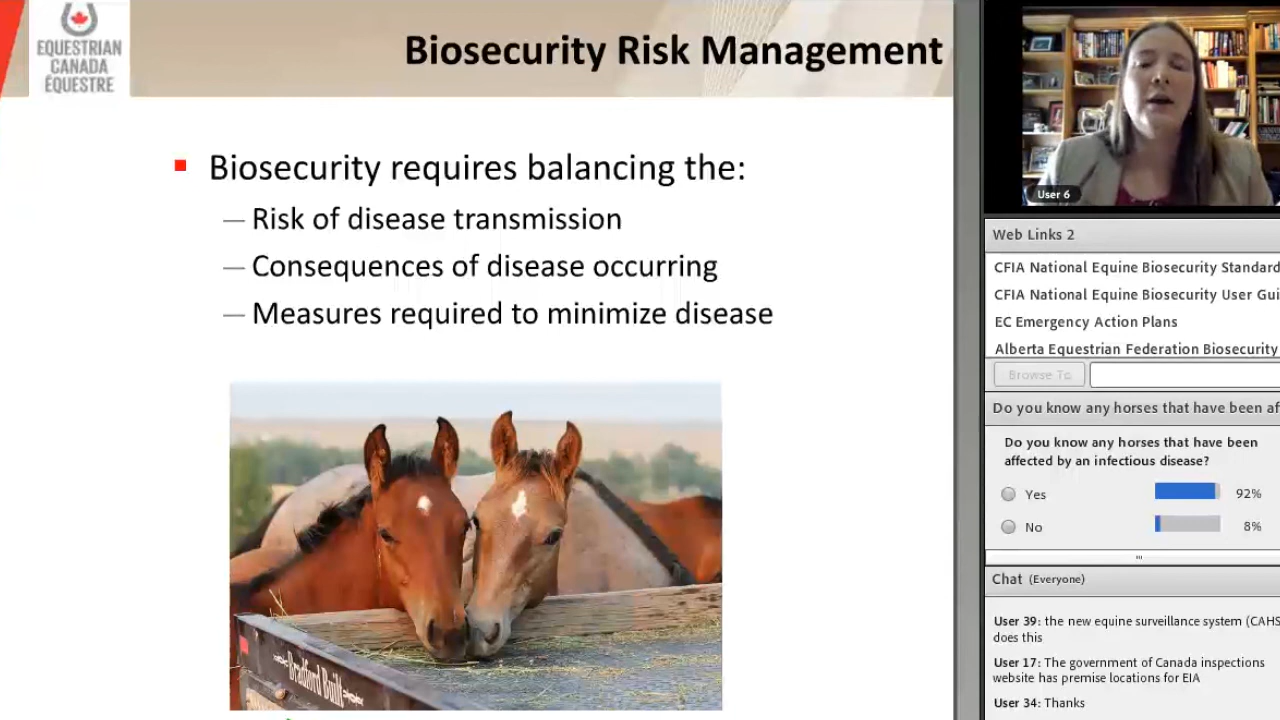 EQUESTRIAN
CANADA
ÉQUESTRE
Biosecurity Risk Management
Biosecurity requires balancing the:
— Risk of disease transmission
— Consequences of disease occurring
— Measures required to minimize disease
Bradford Built
User 6
Web Links 2
CFIA National Equine Biosecurity Standard
CFIA National Equine Biosecurity User Gui
EC Emergency Action Plans
Alberta Equestrian Federation Biosecurity
Browse To
Do you know any horses that have been af
Do you know any horses that have been
affected by an infectious disease?
Yes 92%
No 8%
Chat (Everyone)
User 39: the new equine surveillance system (CAHS
does this
User 17: The government of Canada inspections
website has premise locations for EIA
User 34: Thanks